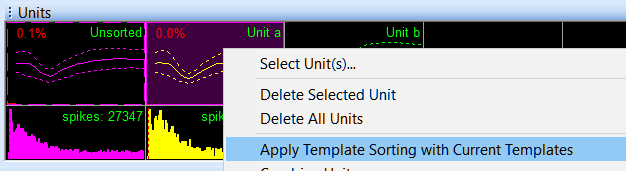 Units
0.1% Unsorted
0.0% Unit a
Unit b
Select Unit(s)...
Delete Selected Unit
Delete All Units
spikes: 27347
spikes
Apply Template Sorting with Current Templates